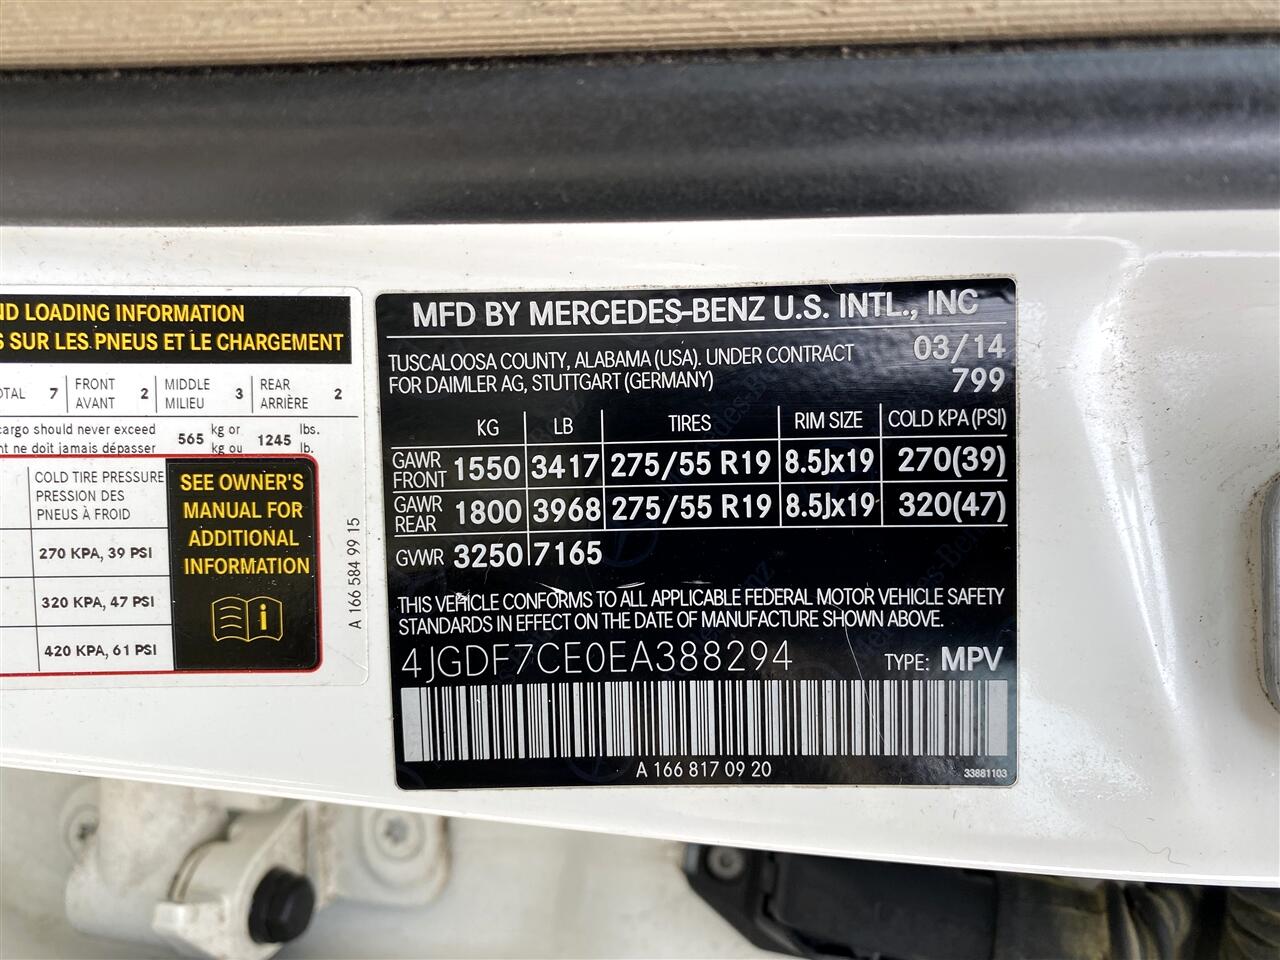 ND LOADING INFORMATION
S SUR LES PNEUS ET LE CHARGEMENT
7 FRONT AVANT 2 MIDDLE MILIEU 3 REAR ARRIÈRE 2
cargo should never exceed
nt ne doit jamais dépasser
565 kg or kg ou 1245 lbs. lb.
COLD TIRE PRESSURE
PRESSION DES
PNEUS À FROID
270 KPA, 39 PSI
320 KPA, 47 PSI
420 KPA, 61 PSI
SEE OWNER'S
MANUAL FOR
ADDITIONAL
INFORMATION
i
A 166 584 99 15
MFD BY MERCEDES-BENZ U.S. INTL., INC
TUSCALOOSA COUNTY, ALABAMA (USA). UNDER CONTRACT
FOR DAIMLER AG, STUTTGART (GERMANY)
03/14
799
KG LB TIRES RIM SIZE COLD KPA (PSI)
GAWR FRONT 1550 3417 275/55 R19 8.5Jx19 270(39)
GAWR REAR 1800 3968 275/55 R19 8.5Jx19 320(47)
GVWR 3250 7165
THIS VEHICLE CONFORMS TO ALL APPLICABLE FEDERAL MOTOR VEHICLE SAFETY
STANDARDS IN EFFECT ON THE DATE OF MANUFACTURE SHOWN ABOVE.
4JGDF7CE0EA388294 TYPE: MPV
A 166 817 09 20
33881103